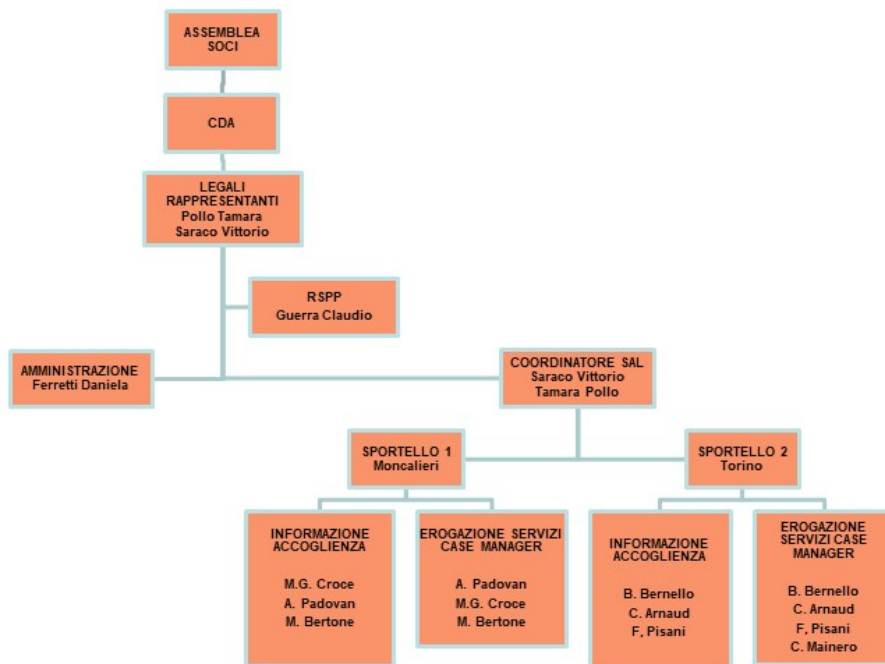 ASSEMBLEA
SOCI
CDA
LEGALI
RAPPRESENTANTI
Pollo Tamara
Saraco Vittorio
RSPP
Guerra Claudio
AMMINISTRAZIONE
Ferretti Daniela
COORDINATORE SAL
Saraco Vittorio
Tamara Pollo
SPORTELLO 1
Moncalieri
SPORTELLO 2
Torino
INFORMAZIONE
ACCOGLIENZA
M.G. Croce
A. Padovan
M. Bertone
EROGAZIONE SERVIZI
CASE MANAGER
A. Padovan
M.G. Croce
M. Bertone
INFORMAZIONE
ACCOGLIENZA
B. Bernello
C. Arnaud
F, Pisani
EROGAZIONE
SERVIZI CASE
MANAGER
B. Bernello
C. Arnaud
F, Pisani
C. Mainero